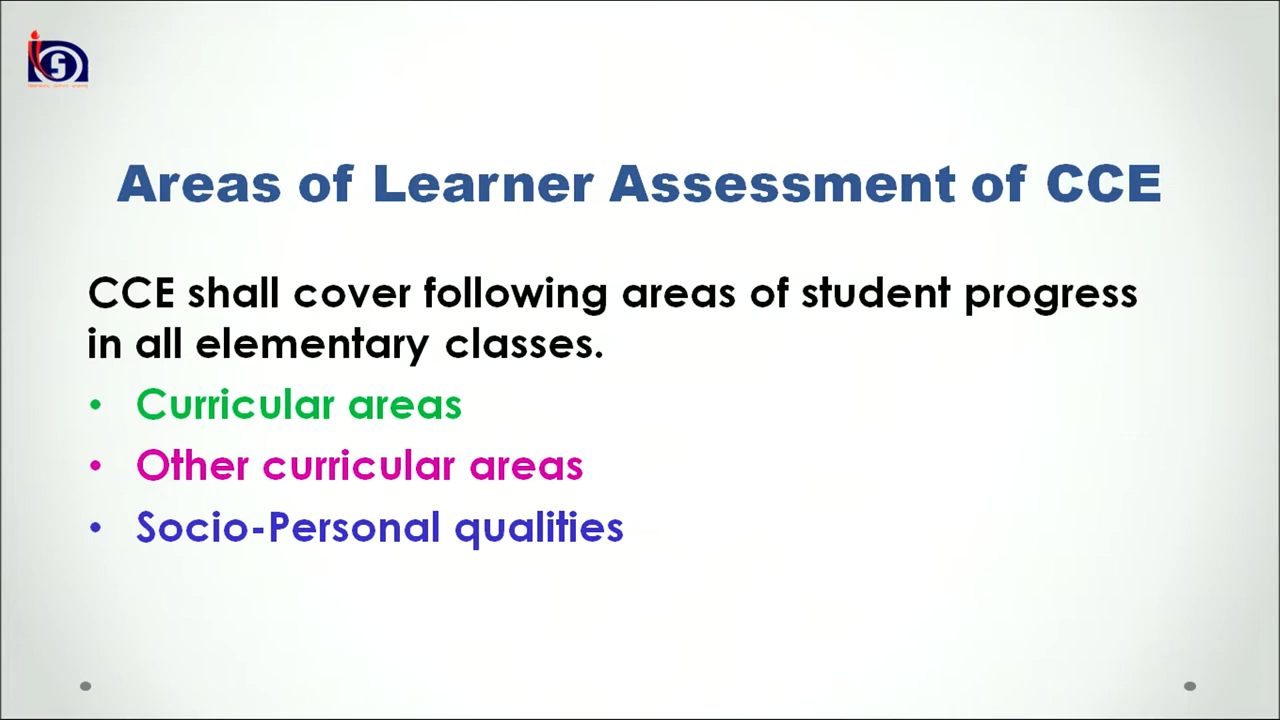 Areas of Learner Assessment of CCE
CCE shall cover following areas of student progress
in all elementary classes.
• Curricular areas
• Other curricular areas
• Socio-Personal qualities